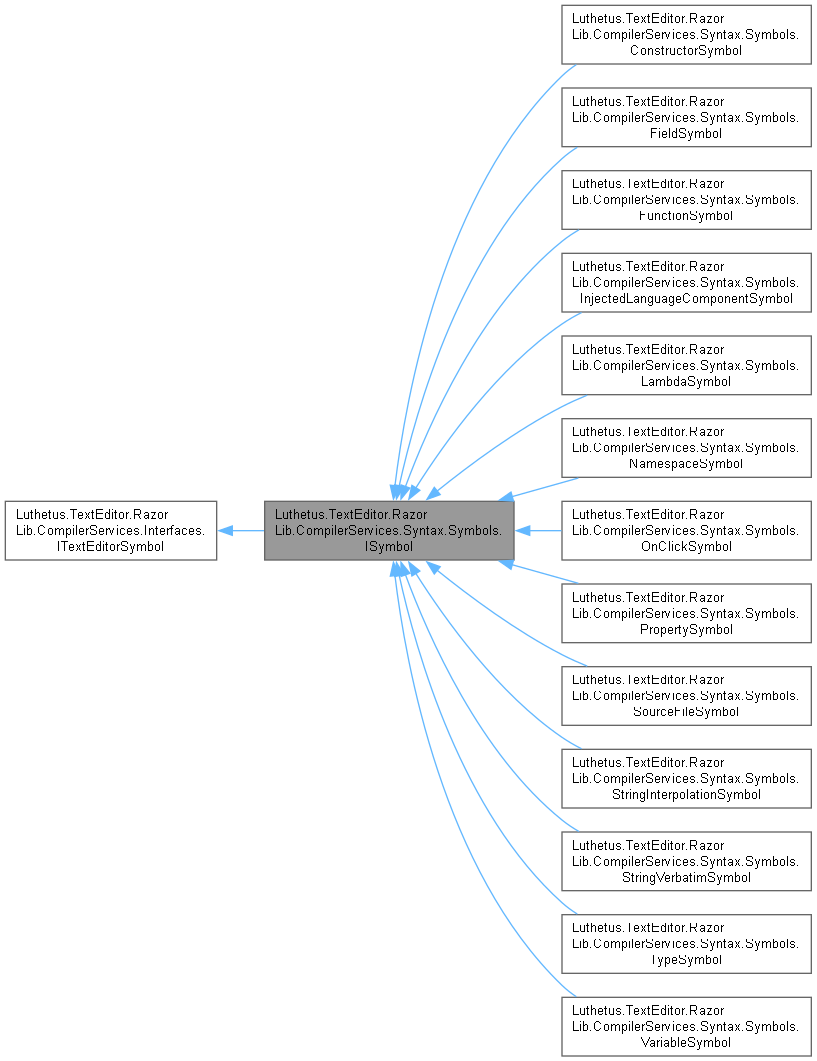 Luthetus.TextEditor.Razor
Lib.CompilerServices.Interfaces.
ITextEditorSymbol
Luthetus.TextEditor.Razor
Lib.CompilerServices.Syntax.Symbols.
ISymbol
Luthetus.TextEditor.Razor
Lib.CompilerServices.Syntax.Symbols.
ConstructorSymbol
Luthetus.TextEditor.Razor
Lib.CompilerServices.Syntax.Symbols.
FieldSymbol
Luthetus.TextEditor.Razor
Lib.CompilerServices.Syntax.Symbols.
FunctionSymbol
Luthetus.TextEditor.Razor
Lib.CompilerServices.Syntax.Symbols.
InjectedLanguageComponentSymbol
Luthetus.TextEditor.Razor
Lib.CompilerServices.Syntax.Symbols.
LambdaSymbol
Luthetus.TextEditor.Razor
Lib.CompilerServices.Syntax.Symbols.
NamespaceSymbol
Luthetus.TextEditor.Razor
Lib.CompilerServices.Syntax.Symbols.
OnClickSymbol
Luthetus.TextEditor.Razor
Lib.CompilerServices.Syntax.Symbols.
PropertySymbol
Luthetus.TextEditor.Razor
Lib.CompilerServices.Syntax.Symbols.
SourceFileSymbol
Luthetus.TextEditor.Razor
Lib.CompilerServices.Syntax.Symbols.
StringInterpolationSymbol
Luthetus.TextEditor.Razor
Lib.CompilerServices.Syntax.Symbols.
StringVerbatimSymbol
Luthetus.TextEditor.Razor
Lib.CompilerServices.Syntax.Symbols.
TypeSymbol
Luthetus.TextEditor.Razor
Lib.CompilerServices.Syntax.Symbols.
VariableSymbol